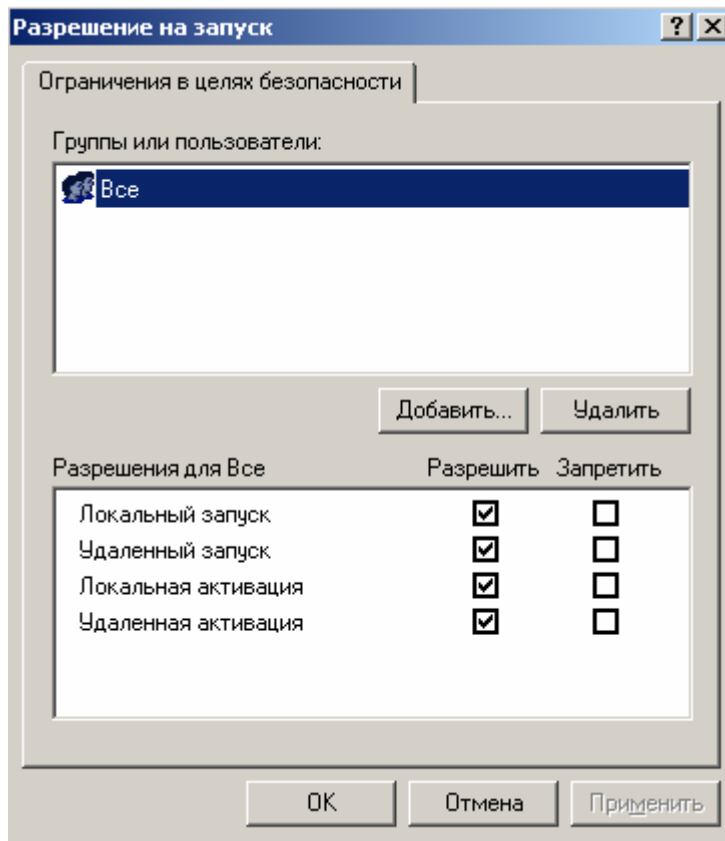 Разрешение на запуск
Ограничения в целях безопасности
Группы или пользователи:
Все
Добавить... Удалить
Разрешения для Все Разрешить Запретить
Локальный запуск
Удаленный запуск
Локальная активация
Удаленная активация
OK Отмена Применить